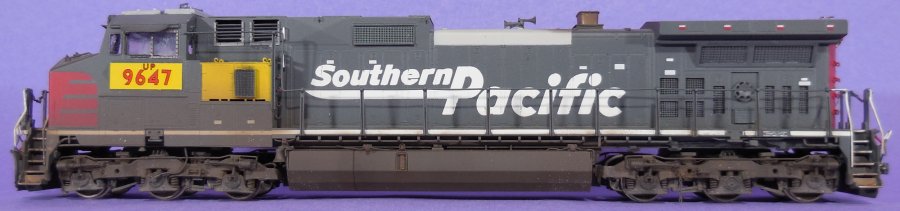 UP
9647
Southern
Pacific